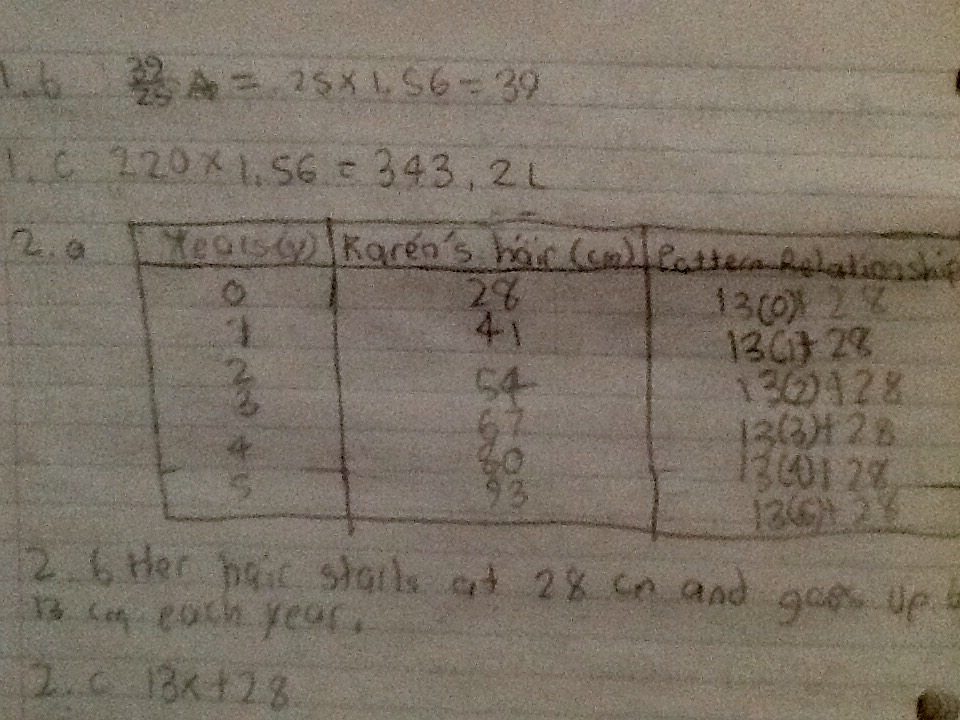 1.b 39/25 = 25 x 1.56 = 39
1.c 220 x 1.56 = 343.2 L
2.a Years(y) Karen's hair (cm) Pattern Relationship
0 28 13(0)+28
1 41 13(1)+28
2 54 13(2)+28
3 67 13(3)+28
4 80 13(4)+28
5 93 13(5)+28
2.b Her hair starts at 28 cm and goes up
13 cm each year.
2.c 13x+28